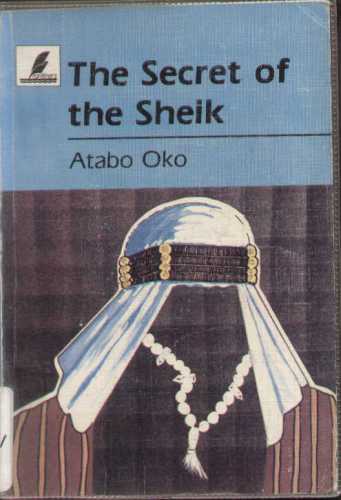 The Secret of
the Sheik
Atabo Oko